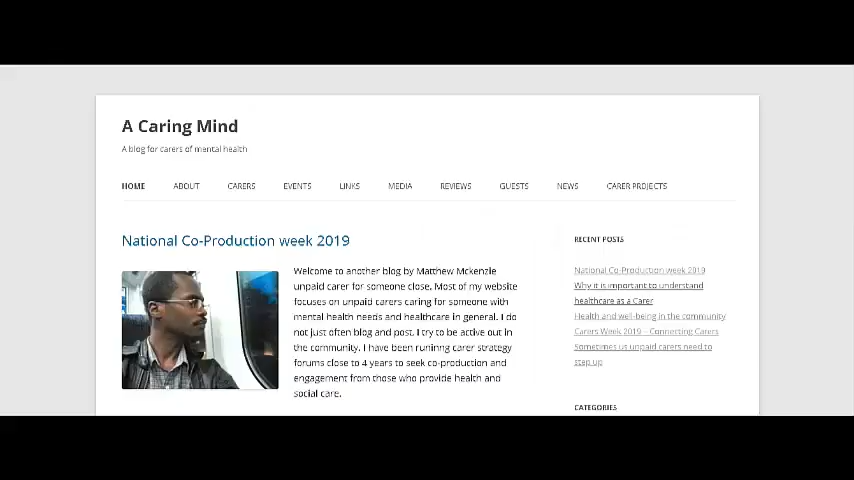 A Caring Mind
A blog for carers of mental health
HOME ABOUT CARERS EVENTS LINKS MEDIA REVIEWS GUESTS NEWS CARER PROJECTS
National Co-Production week 2019
Welcome to another blog by Matthew Mckenzie
unpaid carer for someone close. Most of my website
focuses on unpaid carers caring for someone with
mental health needs and healthcare in general. I do
not just often blog and post. I try to be active out in
the community. I have been runinng carer strategy
forums close to 4 years to seek co-production and
engagement from those who provide health and
social care.
RECENT POSTS
National Co-Production week 2019
Why it is important to understand
healthcare as a Carer
Health and well-being in the community
Carers Week 2019 – Connerting Carers
Sometimes us unpaid carers need to
step up
CATEGORIES